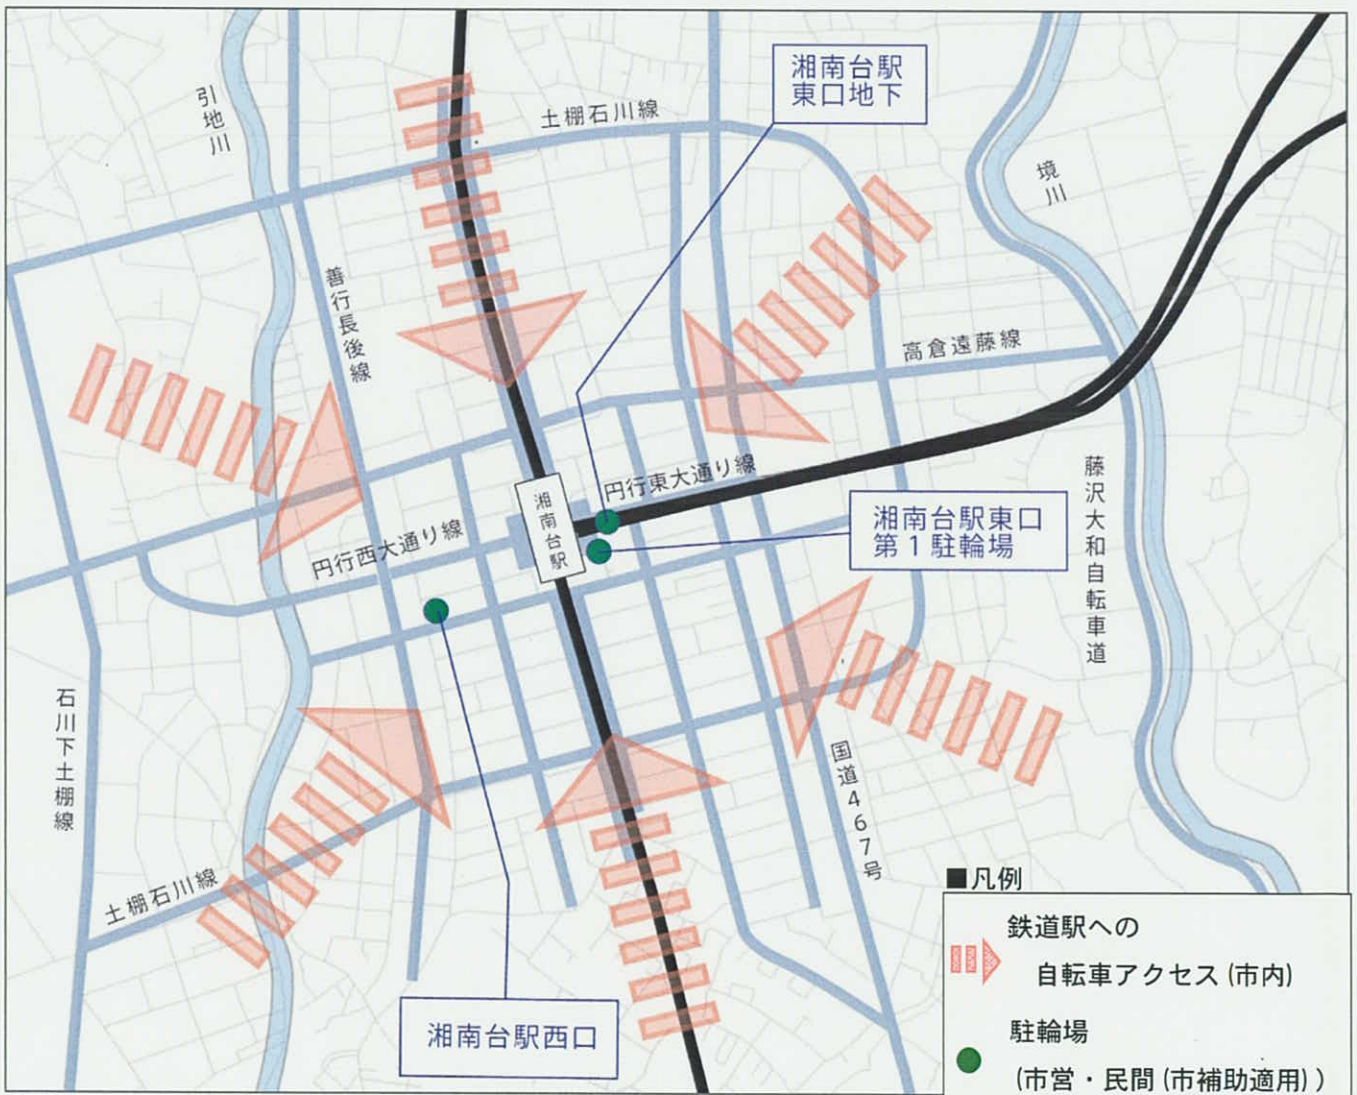 湘南台駅
東口地下
土棚石川線
引地川
境川
善行長後線
高倉遠藤線
円行東大通り線
湘南台駅
湘南台駅東口
第1駐輪場
円行西大通り線
藤沢大和自転車道
石川下土棚線
国道467号
土棚石川線
湘南台駅西口
■凡例
鉄道駅への
自転車アクセス(市内)
駐輪場
(市営・民間(市補助適用))